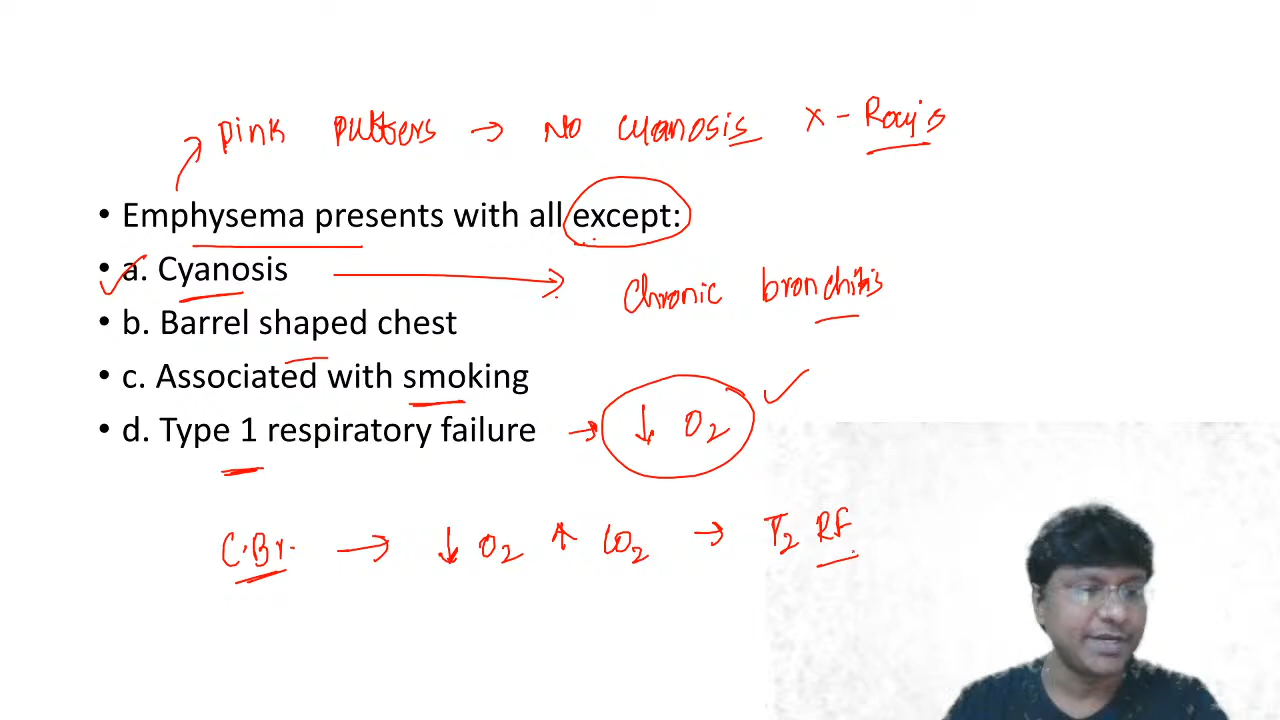 pink puffers → No cyanosis X-Ray's
• Emphysema presents with all except:
• a. Cyanosis → chronic bronchitis
• b. Barrel shaped chest
• c. Associated with smoking
• d. Type 1 respiratory failure → ↓ O2 ✓
C.Br. → ↓ O2 ↑ CO2 → T2 RF